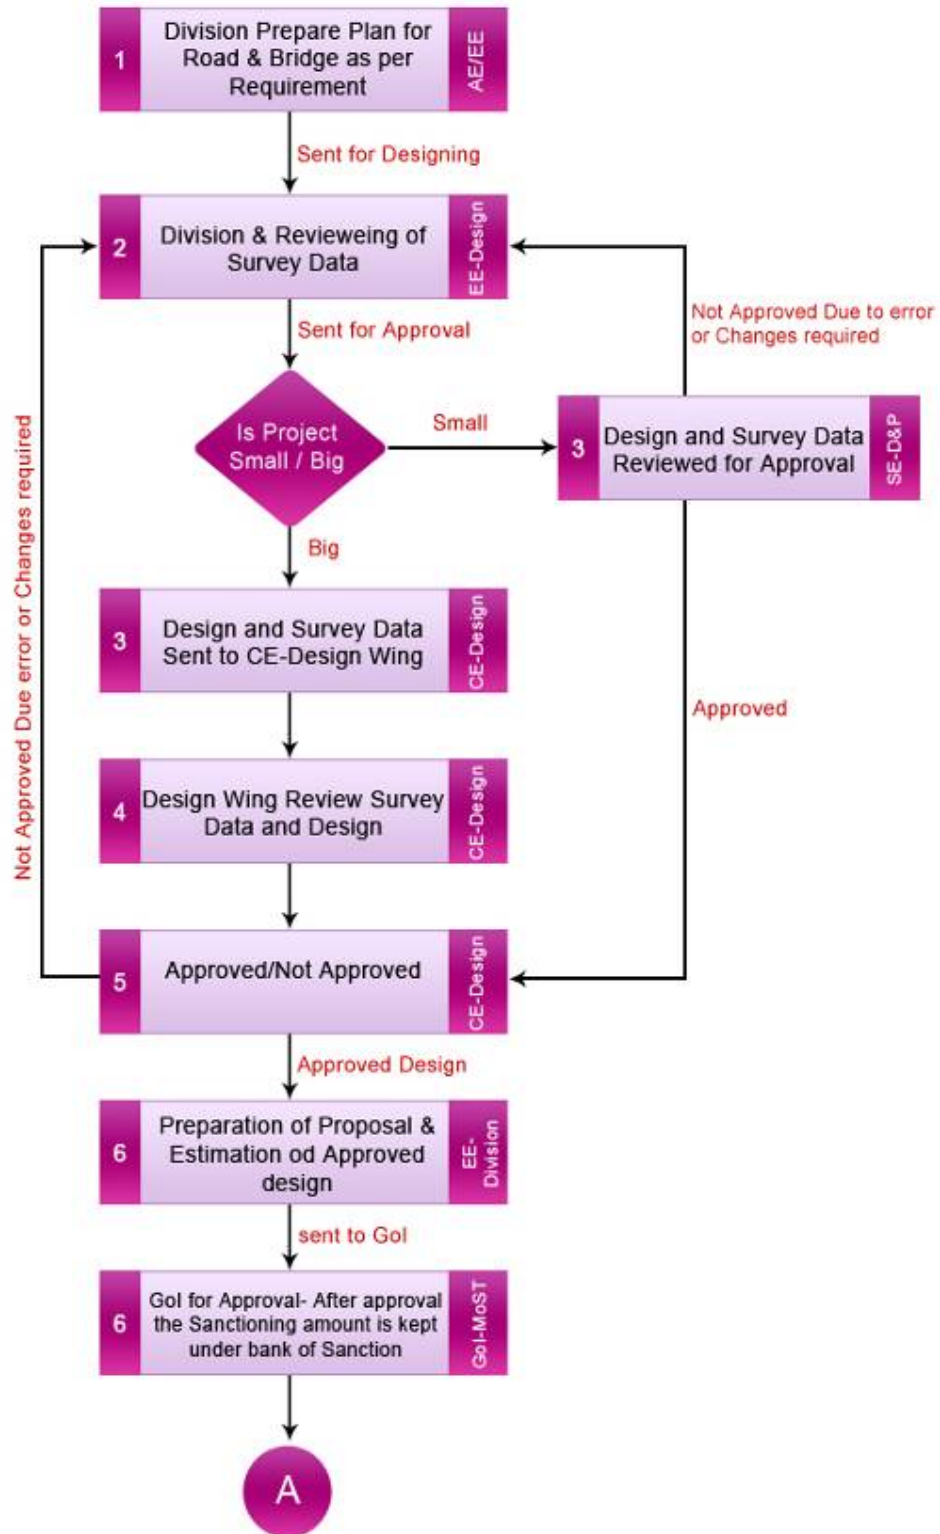 1
Division Prepare Plan for
Road & Bridge as per
Requirement
AE/EE
Sent for Designing
2
Division & Revieweing of
Survey Data
EE-Design
Sent for Approval
Not Approved Due to error
or Changes required
Is Project
Small / Big
Small
3
Design and Survey Data
Reviewed for Approval
SE-D&P
Big
Not Approved Due error or Changes required
3
Design and Survey Data
Sent to CE-Design Wing
CE-Design
Approved
4
Design Wing Review Survey
Data and Design
CE-Design
5
Approved/Not Approved
CE-Design
Approved Design
6
Preparation of Proposal &
Estimation od Approved
design
EE-
Division
sent to GoI
6
GoI for Approval- After approval
the Sanctioning amount is kept
under bank of Sanction
GoI-MoST
A